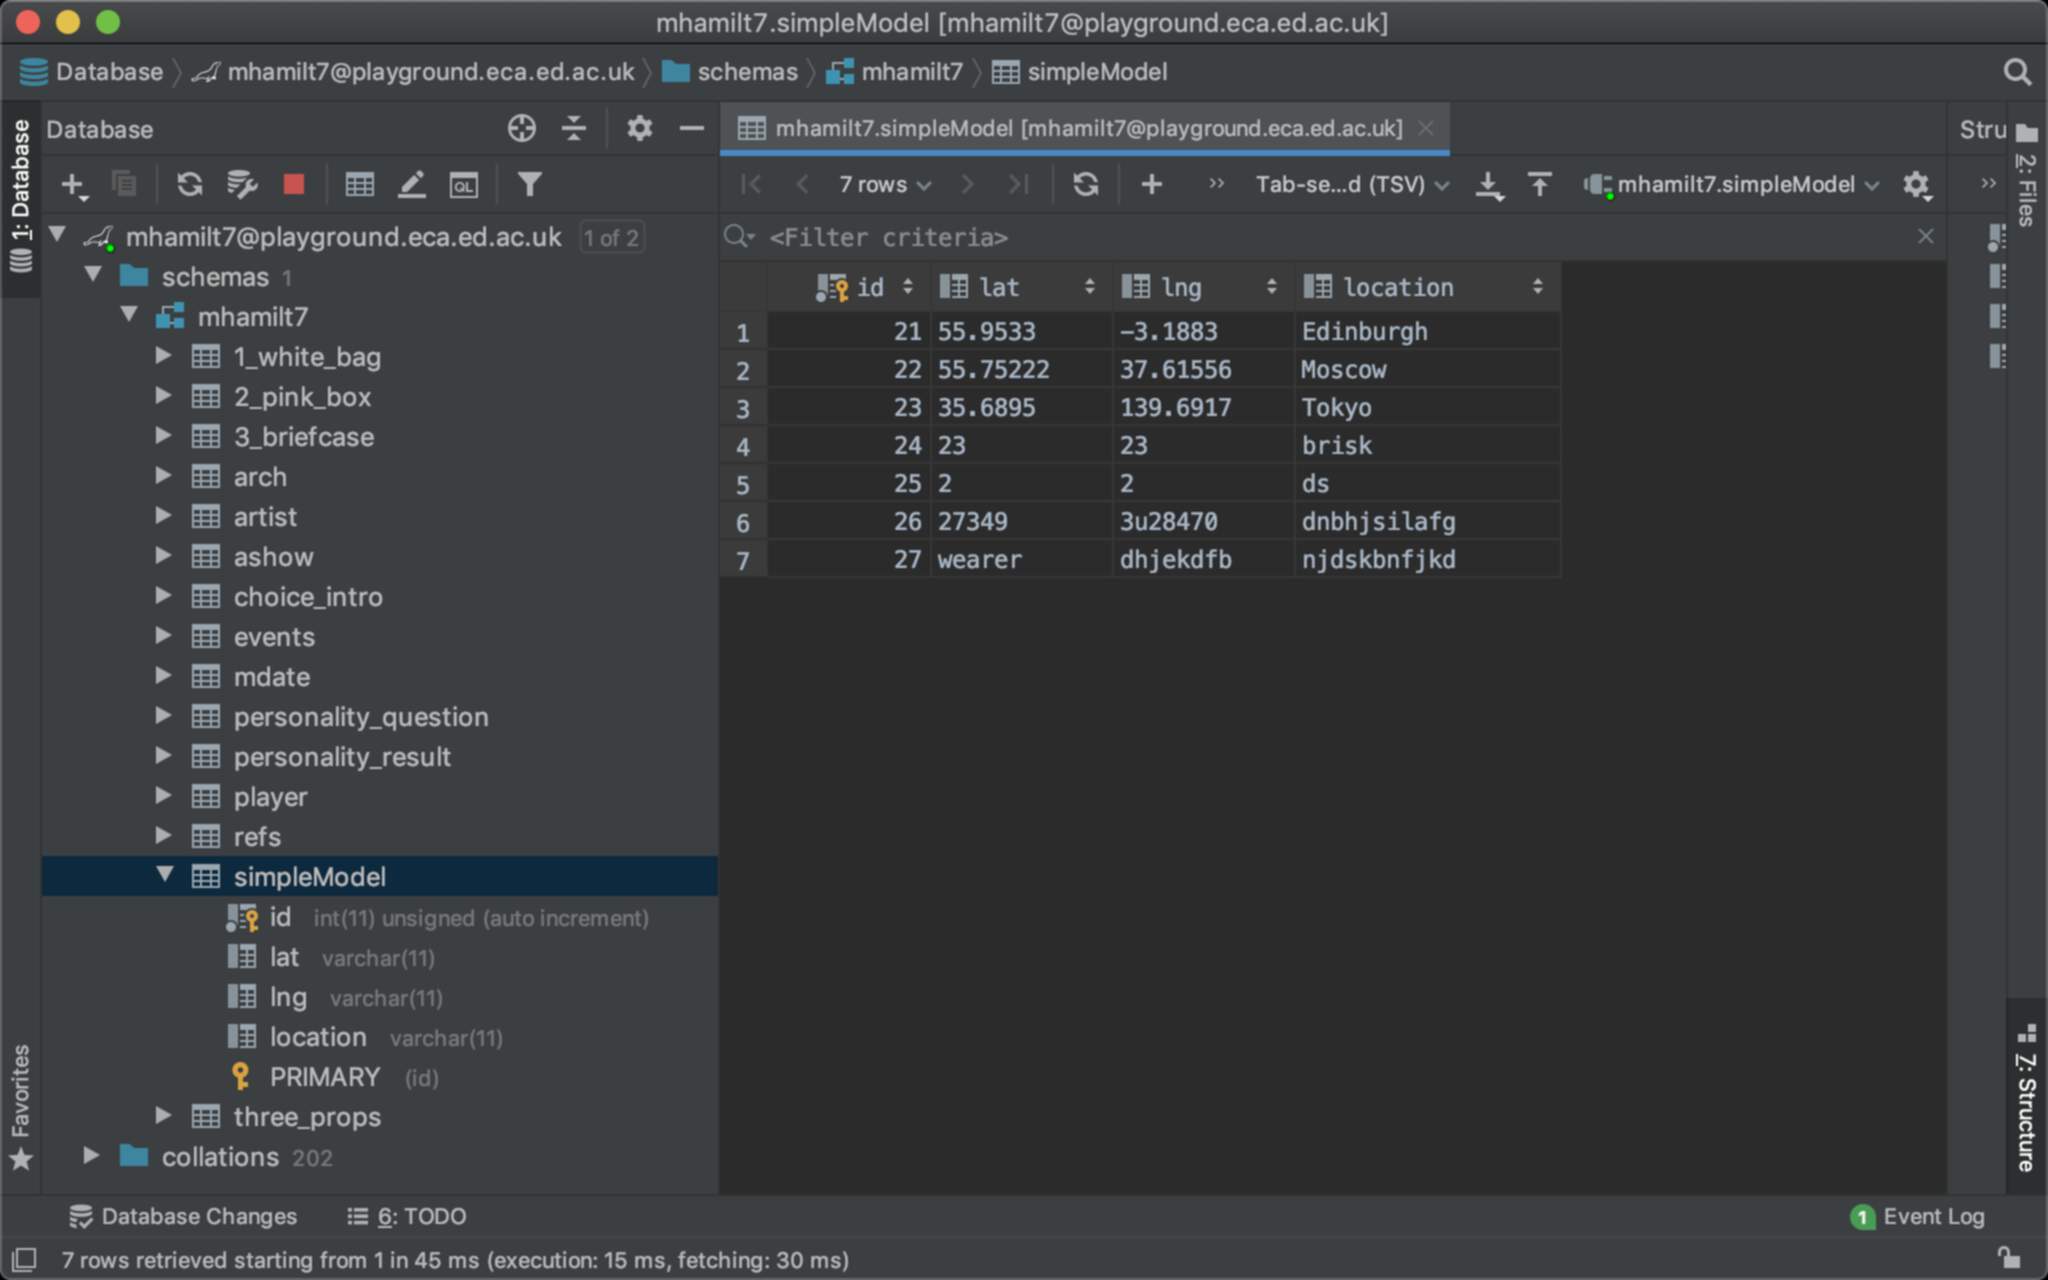 mhamilt7.simpleModel [mhamilt7@playground.eca.ed.ac.uk]
Database mhamilt7@playground.eca.ed.ac.uk schemas mhamilt7 simpleModel
1: Database
Favorites
Database
mhamilt7@playground.eca.ed.ac.uk 1 of 2
schemas 1
mhamilt7
1_white_bag
2_pink_box
3_briefcase
arch
artist
ashow
choice_intro
events
mdate
personality_question
personality_result
player
refs
simpleModel
id int(11) unsigned (auto increment)
lat varchar(11)
lng varchar(11)
location varchar(11)
PRIMARY (id)
three_props
collations 202
mhamilt7.simpleModel [mhamilt7@playground.eca.ed.ac.uk]
7 rows Tab-se...d (TSV) mhamilt7.simpleModel
<Filter criteria>
id lat lng location
1 21 55.9533 -3.1883 Edinburgh
2 22 55.75222 37.61556 Moscow
3 23 35.6895 139.6917 Tokyo
4 24 23 23 brisk
5 25 2 2 ds
6 26 27349 3u28470 dnbhjsilafg
7 27 wearer dhjekdfb njdskbnfjkd
Stru
2: Files
7: Structure
Database Changes 6: TODO 1 Event Log
7 rows retrieved starting from 1 in 45 ms (execution: 15 ms, fetching: 30 ms)